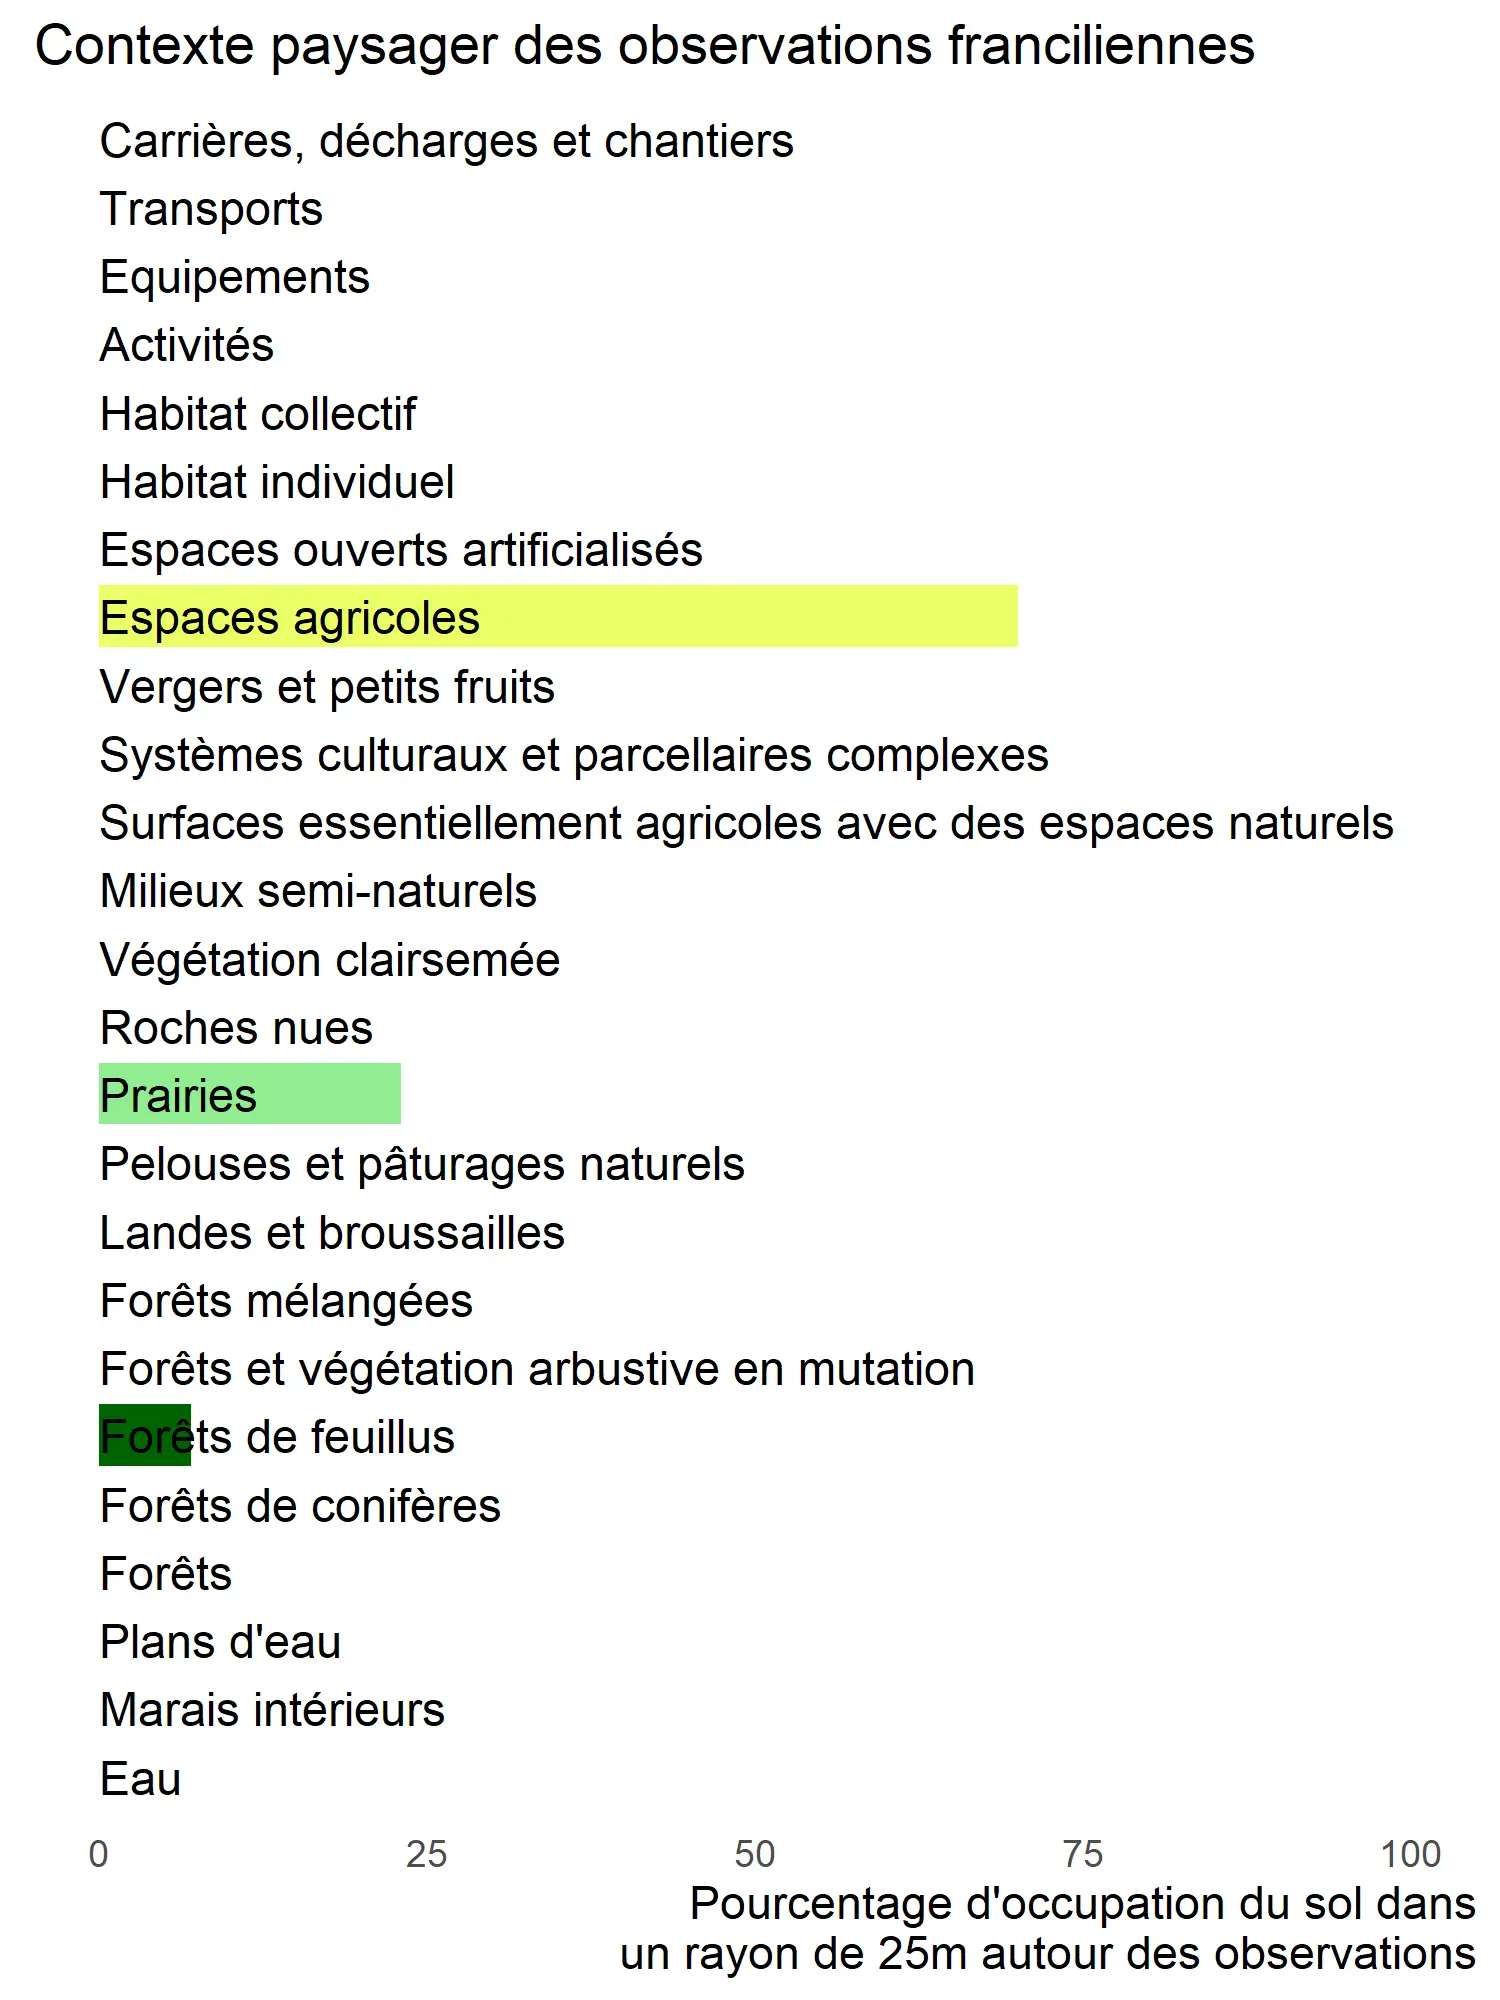 Contexte paysager des observations franciliennes
Carrières, décharges et chantiers
Transports
Equipements
Activités
Habitat collectif
Habitat individuel
Espaces ouverts artificialisés
Espaces agricoles
Vergers et petits fruits
Systèmes culturaux et parcellaires complexes
Surfaces essentiellement agricoles avec des espaces naturels
Milieux semi-naturels
Végétation clairsemée
Roches nues
Prairies
Pelouses et pâturages naturels
Landes et broussailles
Forêts mélangées
Forêts et végétation arbustive en mutation
Forêts de feuillus
Forêts de conifères
Forêts
Plans d'eau
Marais intérieurs
Eau
0 25 50 75 100
Pourcentage d'occupation du sol dans
un rayon de 25m autour des observations